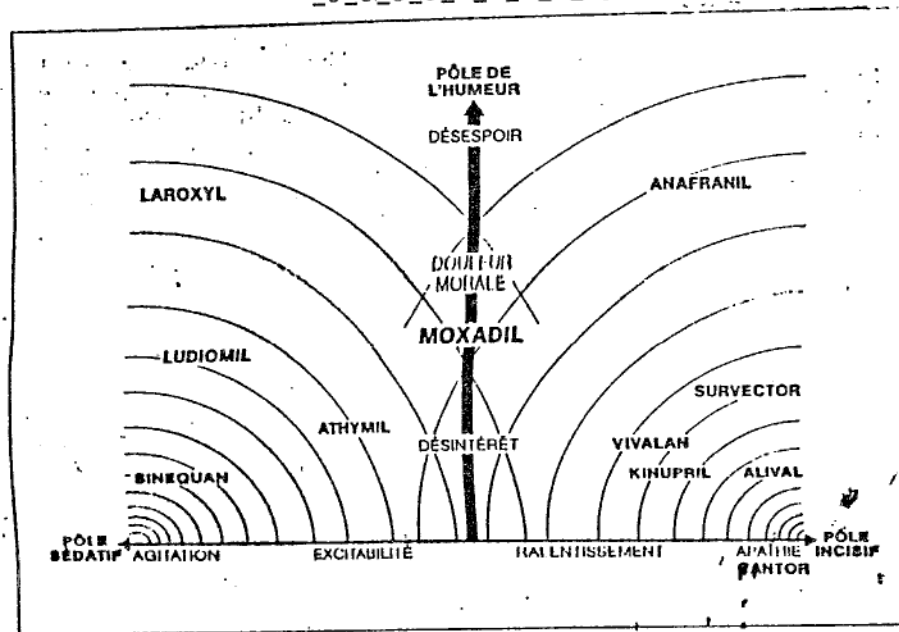 PÔLE DE
L'HUMEUR
DÉSESPOIR
LAROXYL
ANAFRANIL
DOULEUR
MORALE
MOXADIL
LUDIOMIL
SURVECTOR
ATHYMIL
DÉSINTÉRÊT
VIVALAN
SINEQUAN
KINUPRIL
ALIVAL
PÔLE
SÉDATIF
AGITATION
EXCITABILITÉ
RALENTISSEMENT
APATHIE
PÔLE
INCISIF
CANTOR